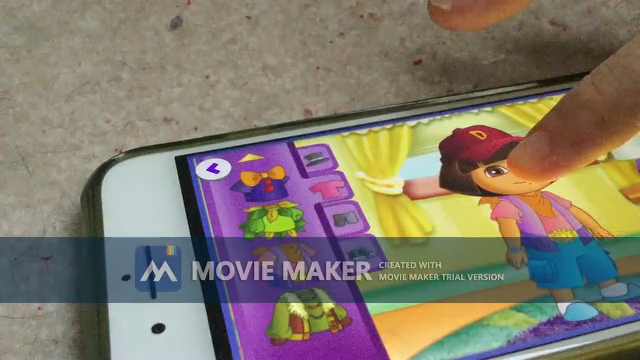 D
MOVIE MAKER
CREATED WITH
MOVIE MAKER TRIAL VERSION